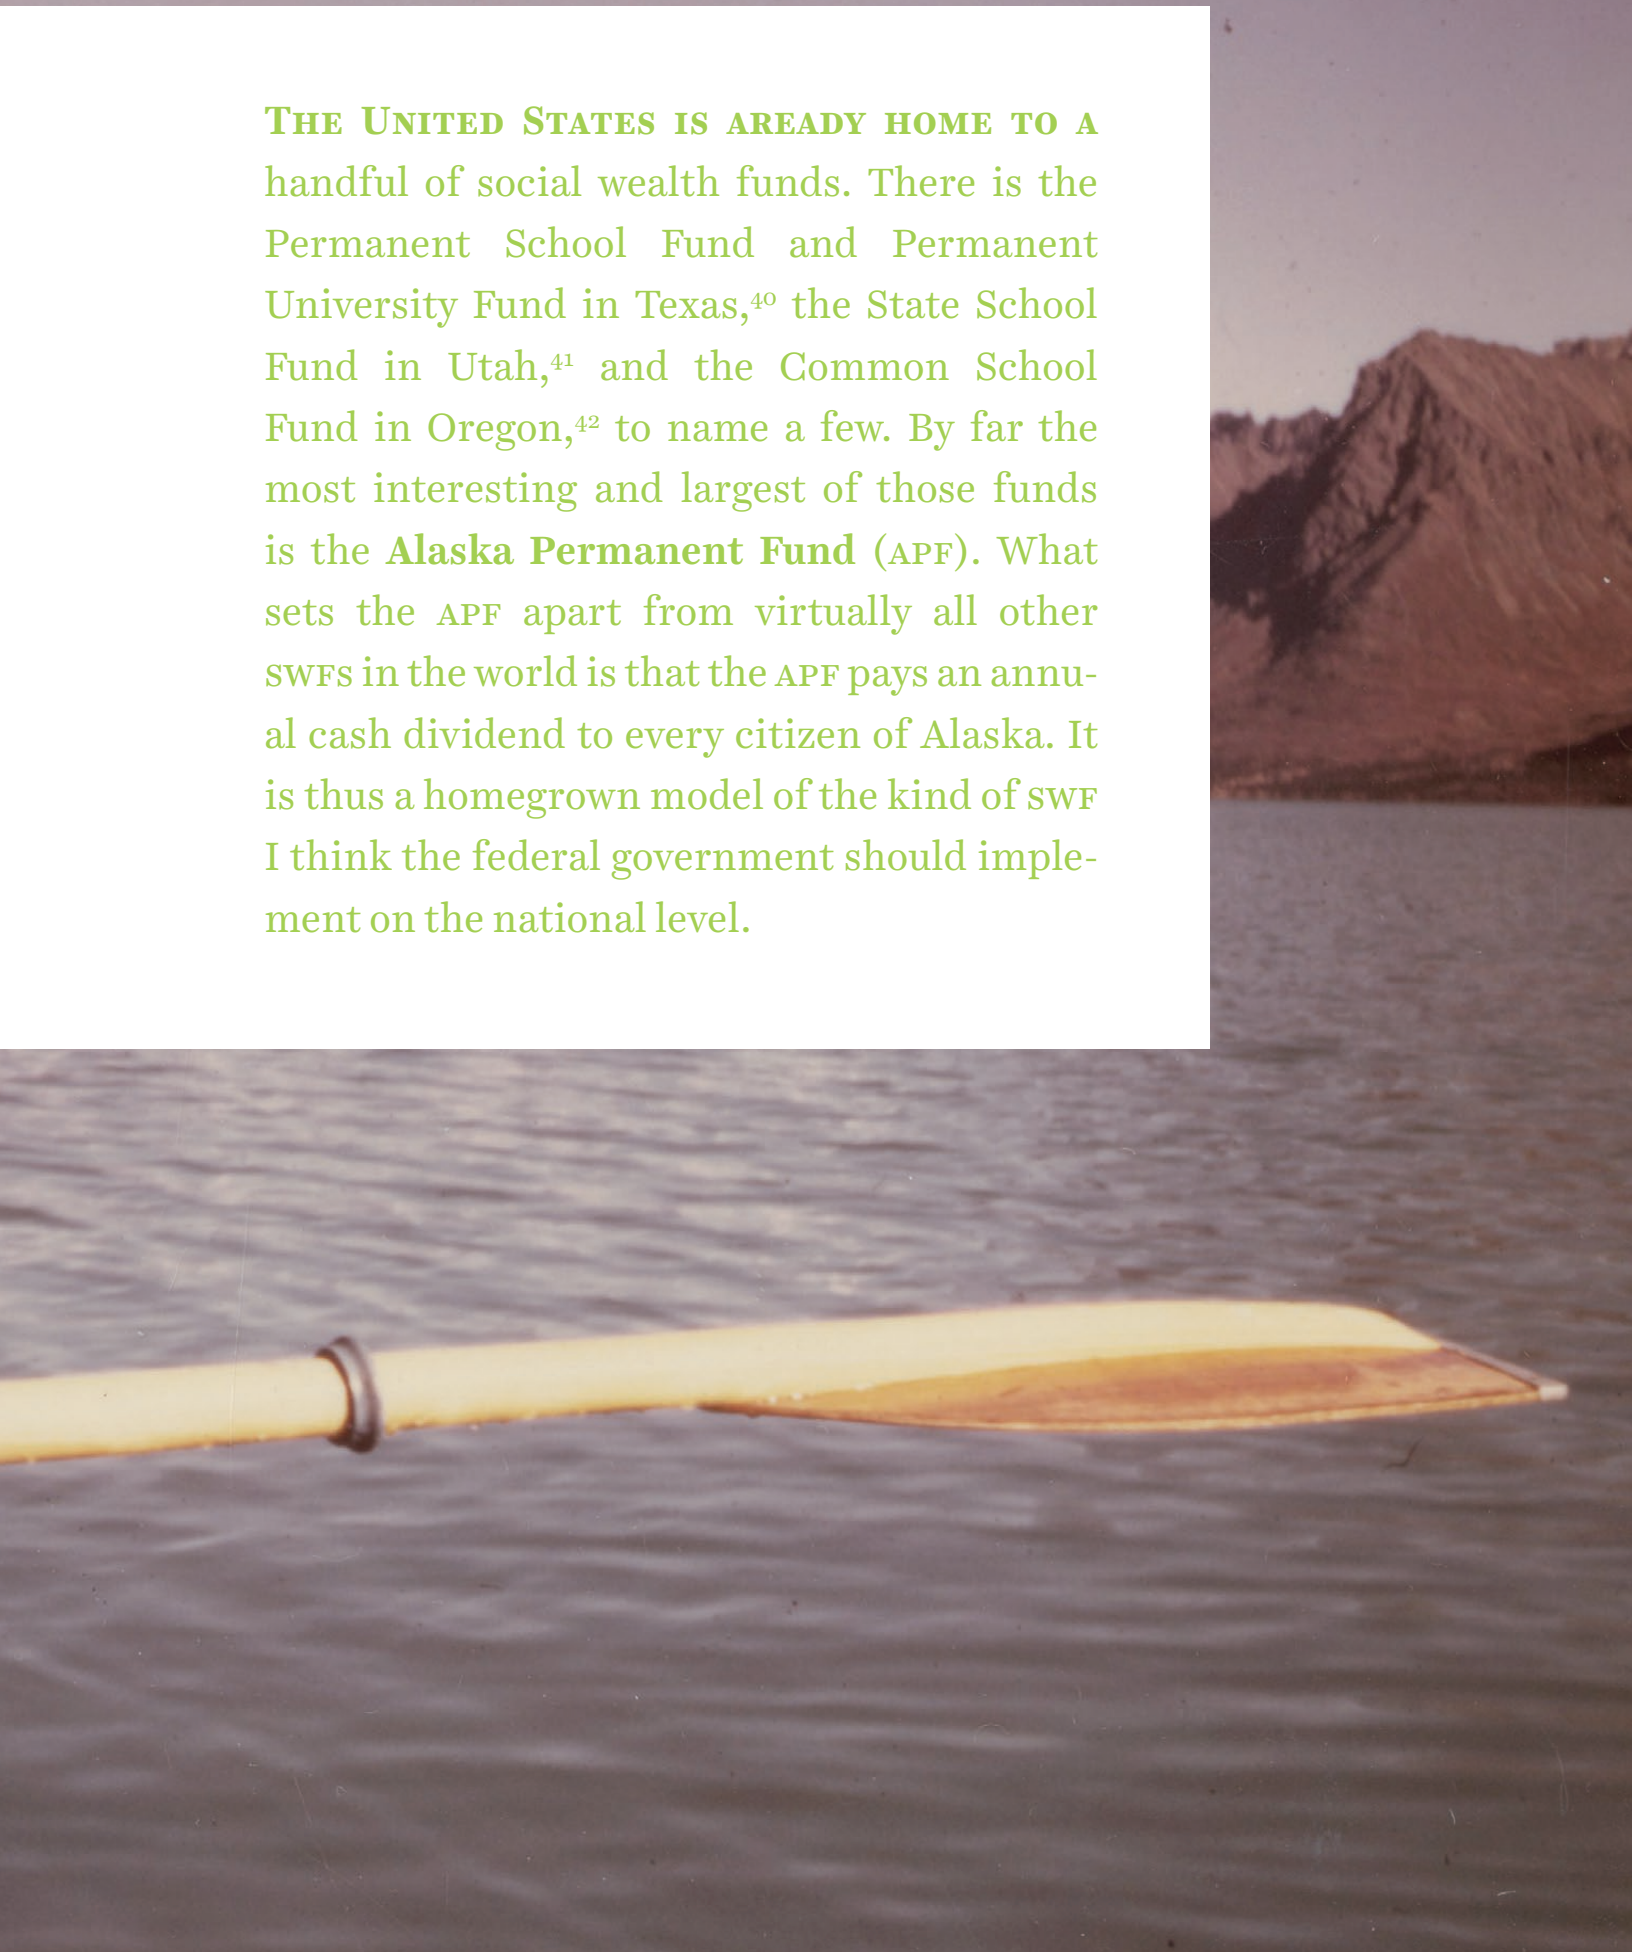 The United States is aready home to a
handful of social wealth funds. There is the
Permanent School Fund and Permanent
University Fund in Texas,⁴⁰ the State School
Fund in Utah,⁴¹ and the Common School
Fund in Oregon,⁴² to name a few. By far the
most interesting and largest of those funds
is the Alaska Permanent Fund (APF). What
sets the APF apart from virtually all other
SWFs in the world is that the APF pays an annu-
al cash dividend to every citizen of Alaska. It
is thus a homegrown model of the kind of SWF
I think the federal government should imple-
ment on the national level.